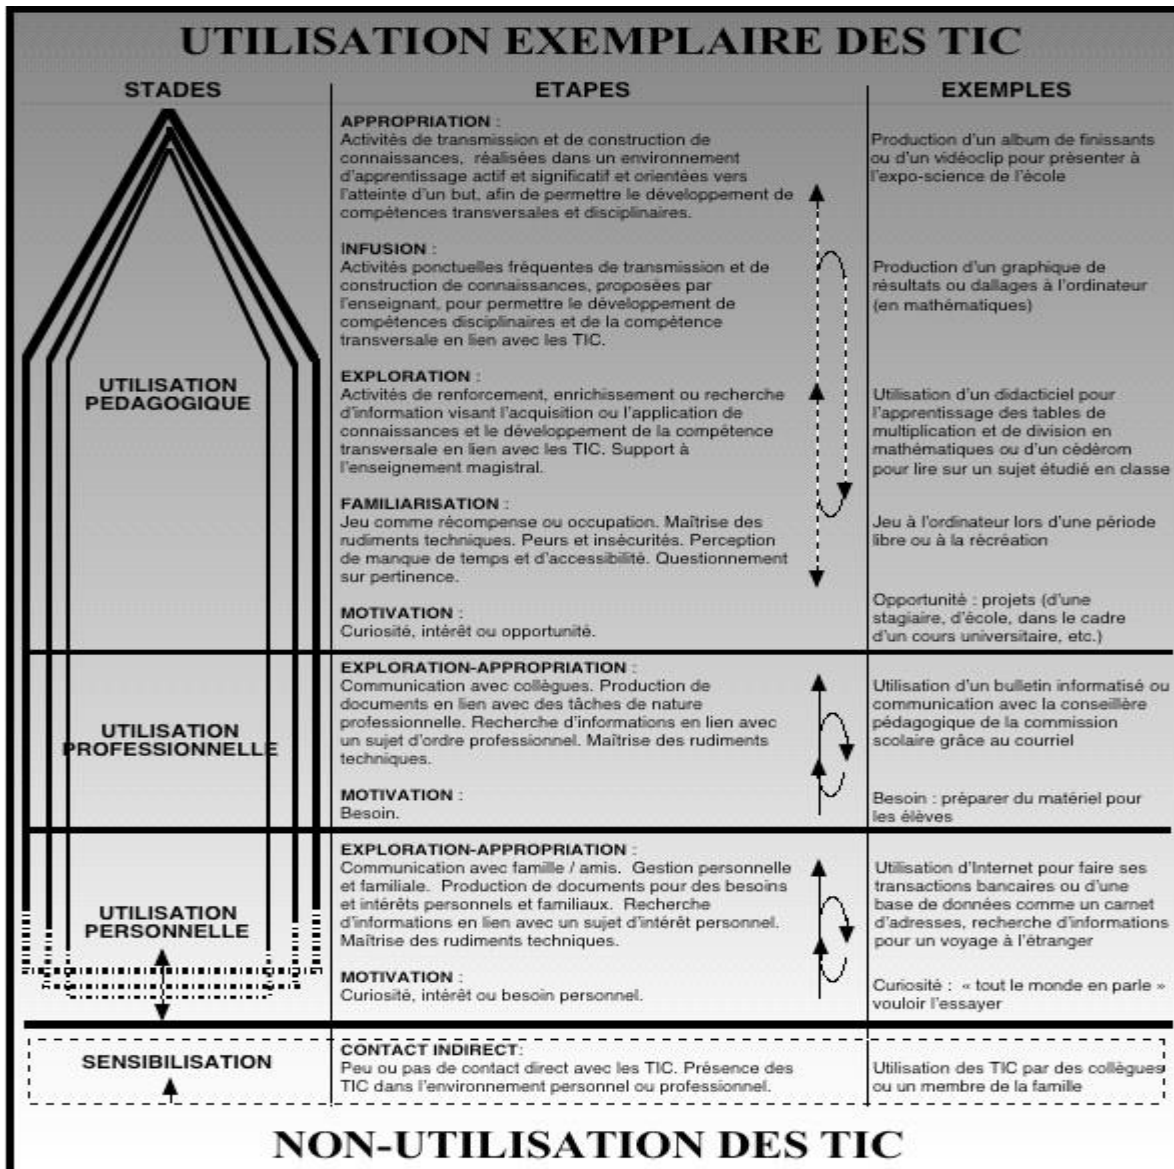 UTILISATION EXEMPLAIRE DES TIC
STADES
ETAPES
EXEMPLES
UTILISATION
PEDAGOGIQUE
APPROPRIATION :
Activités de transmission et de construction de
connaissances, réalisées dans un environnement
d'apprentissage actif et significatif et orientées vers
l'atteinte d'un but, afin de permettre le développement de
compétences transversales et disciplinaires.
Production d'un album de finissants
ou d'un vidéoclip pour présenter à
l'expo-science de l'école
INFUSION :
Activités ponctuelles fréquentes de transmission et de
construction de connaissances, proposées par
l'enseignant, pour permettre le développement de
compétences disciplinaires et de la compétence
transversale en lien avec les TIC.
Production d'un graphique de
résultats ou dallages à l'ordinateur
(en mathématiques)
EXPLORATION :
Activités de renforcement, enrichissement ou recherche
d'information visant l'acquisition ou l'application de
connaissances et le développement de la compétence
transversale en lien avec les TIC. Support à
l'enseignement magistral.
Utilisation d'un didacticiel pour
l'apprentissage des tables de
multiplication et de division en
mathématiques ou d'un cédérom
pour lire sur un sujet étudié en classe
FAMILIARISATION :
Jeu comme récompense ou occupation. Maîtrise des
rudiments techniques. Peurs et insécurités. Perception
de manque de temps et d'accessibilité. Questionnement
sur pertinence.
Jeu à l'ordinateur lors d'une période
libre ou à la récréation
MOTIVATION :
Curiosité, intérêt ou opportunité.
Opportunité : projets (d'une
stagiaire, d'école, dans le cadre
d'un cours universitaire, etc.)
UTILISATION
PROFESSIONNELLE
EXPLORATION-APPROPRIATION :
Communication avec collègues. Production de
documents en lien avec des tâches de nature
professionnelle. Recherche d'informations en lien avec
un sujet d'ordre professionnel. Maîtrise des rudiments
techniques.
Utilisation d'un bulletin informatisé ou
communication avec la conseillère
pédagogique de la commission
scolaire grâce au courriel
MOTIVATION :
Besoin.
Besoin : préparer du matériel pour
les élèves
UTILISATION
PERSONNELLE
EXPLORATION-APPROPRIATION :
Communication avec famille / amis. Gestion personnelle
et familiale. Production de documents pour des besoins
et intérêts personnels et familiaux. Recherche
d'informations en lien avec un sujet d'intérêt personnel.
Maîtrise des rudiments techniques.
Utilisation d'Internet pour faire ses
transactions bancaires ou d'une
base de données comme un carnet
d'adresses, recherche d'informations
pour un voyage à l'étranger
MOTIVATION :
Curiosité, intérêt ou besoin personnel.
Curiosité : « tout le monde en parle »
vouloir l'essayer
SENSIBILISATION
CONTACT INDIRECT:
Peu ou pas de contact direct avec les TIC. Présence des
TIC dans l'environnement personnel ou professionnel.
Utilisation des TIC par des collègues
ou un membre de la famille
NON-UTILISATION DES TIC